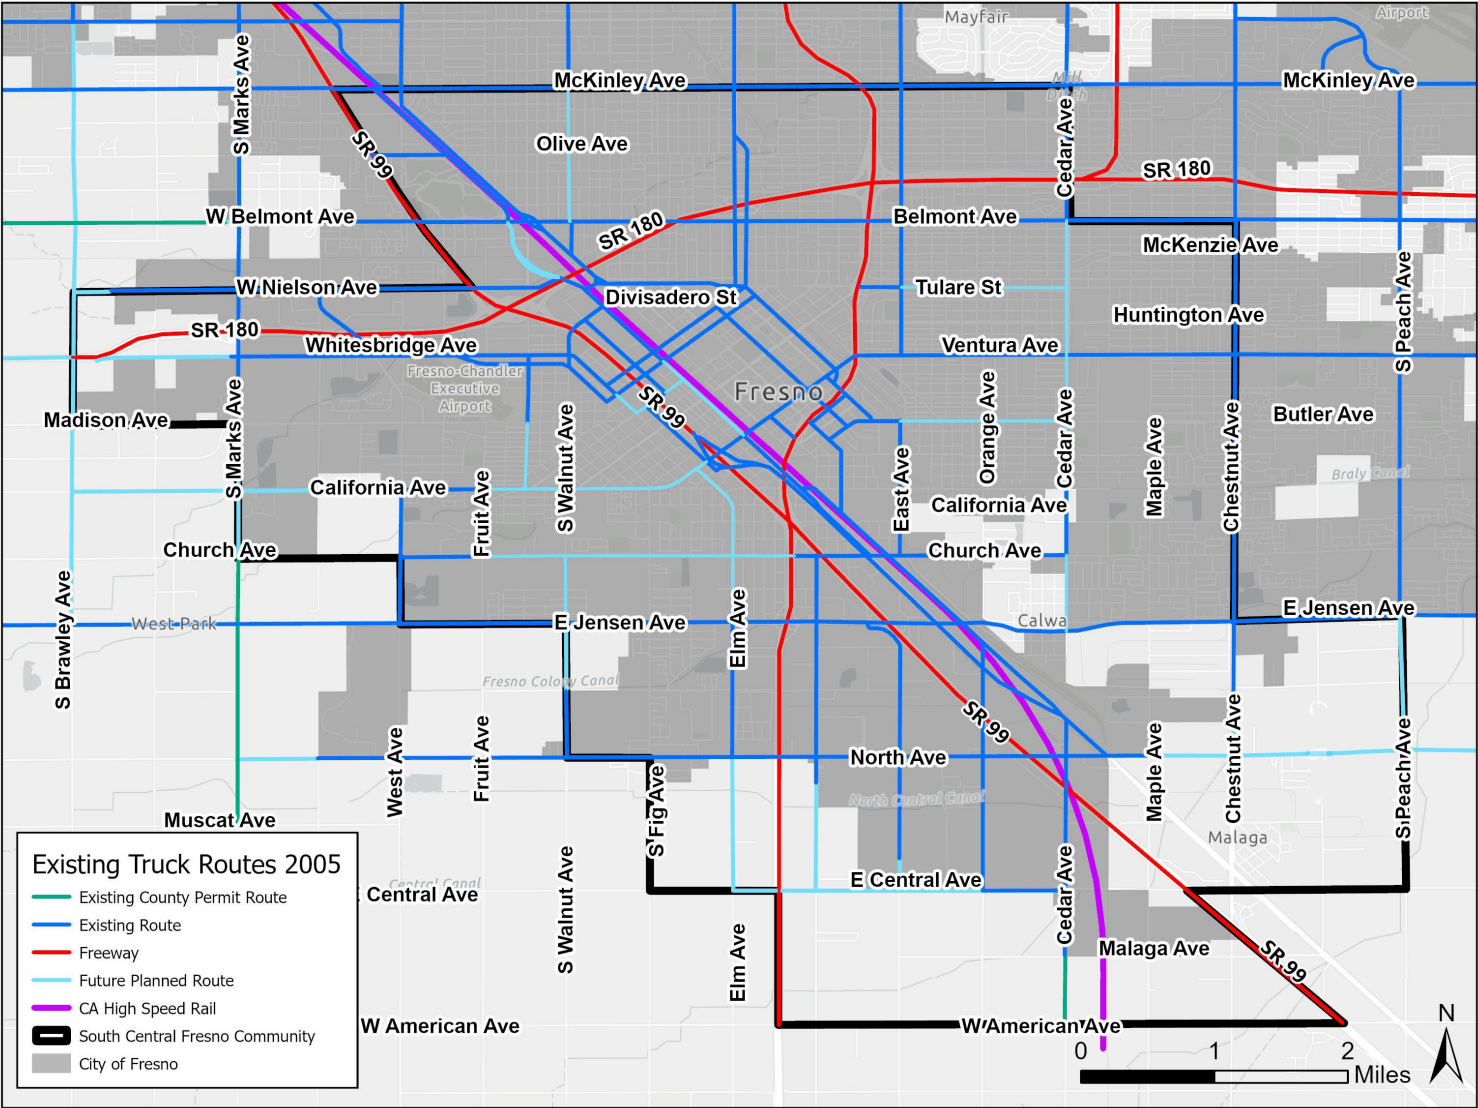 Mayfair
Airport
S Marks Ave
McKinley Ave
McKinley Ave
Mill
Ditch
Olive Ave
SR 99
Cedar Ave
SR 180
W Belmont Ave
SR 180
Belmont Ave
McKenzie Ave
W Nielson Ave
Divisadero St
Tulare St
S Peach Ave
Huntington Ave
SR 180
Whitesbridge Ave
Ventura Ave
Fresno-Chandler
Executive
Airport
Fresno
SR 99
Madison Ave
S Marks Ave
S Walnut Ave
Orange Ave
Cedar Ave
Maple Ave
Chestnut Ave
Butler Ave
Braly Canal
California Ave
Fruit Ave
East Ave
California Ave
Church Ave
Church Ave
S Brawley Ave
West Park
E Jensen Ave
Elm Ave
Calwa
E Jensen Ave
Fresno Colony Canal
SR 99
West Ave
Fruit Ave
North Ave
Maple Ave
Chestnut Ave
S Peach Ave
S Fig Ave
North Central Canal
Muscat Ave
Malaga
Existing Truck Routes 2005
Existing County Permit Route
Existing Route
Freeway
Future Planned Route
CA High Speed Rail
South Central Fresno Community
City of Fresno
Central Canal
E Central Ave
E Central Ave
S Walnut Ave
Elm Ave
Cedar Ave
Malaga Ave
SR 99
W American Ave
W American Ave
N
0 1 2
Miles